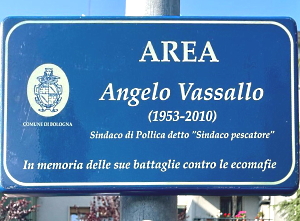 AREA
Angelo Vassallo
(1953-2010)
COMUNE DI BOLOGNA
Sindaco di Pollica detto "Sindaco pescatore"
In memoria delle sue battaglie contro le ecomafie